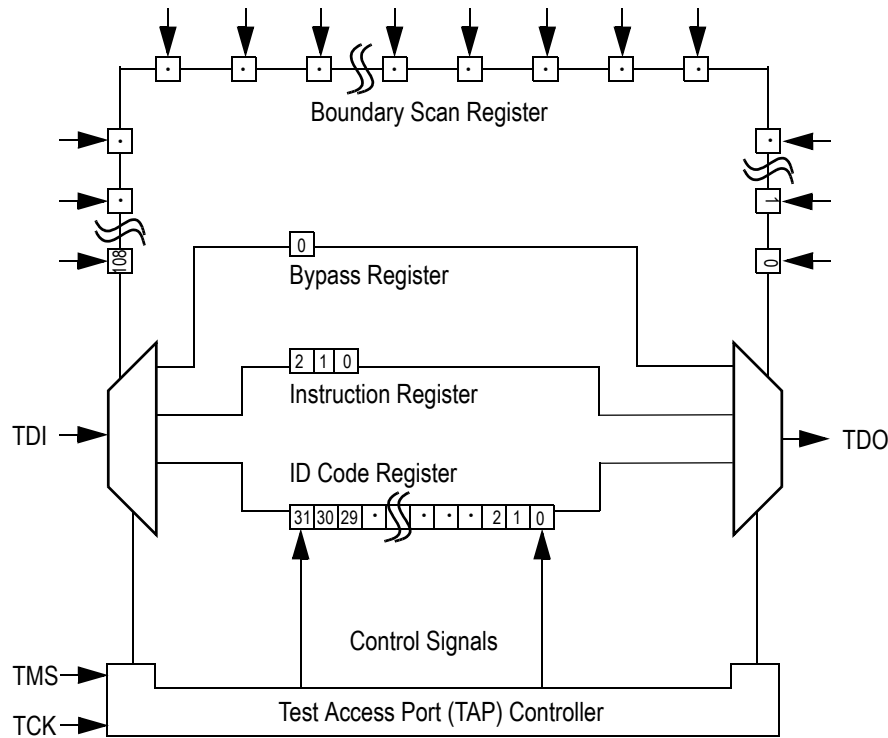 · · · · · · · ·
Boundary Scan Register
· ·
· 1
108 0
0
Bypass Register
2 1 0
Instruction Register
TDI TDO
ID Code Register
31 30 29 · · · · 2 1 0
Control Signals
TMS
Test Access Port (TAP) Controller
TCK